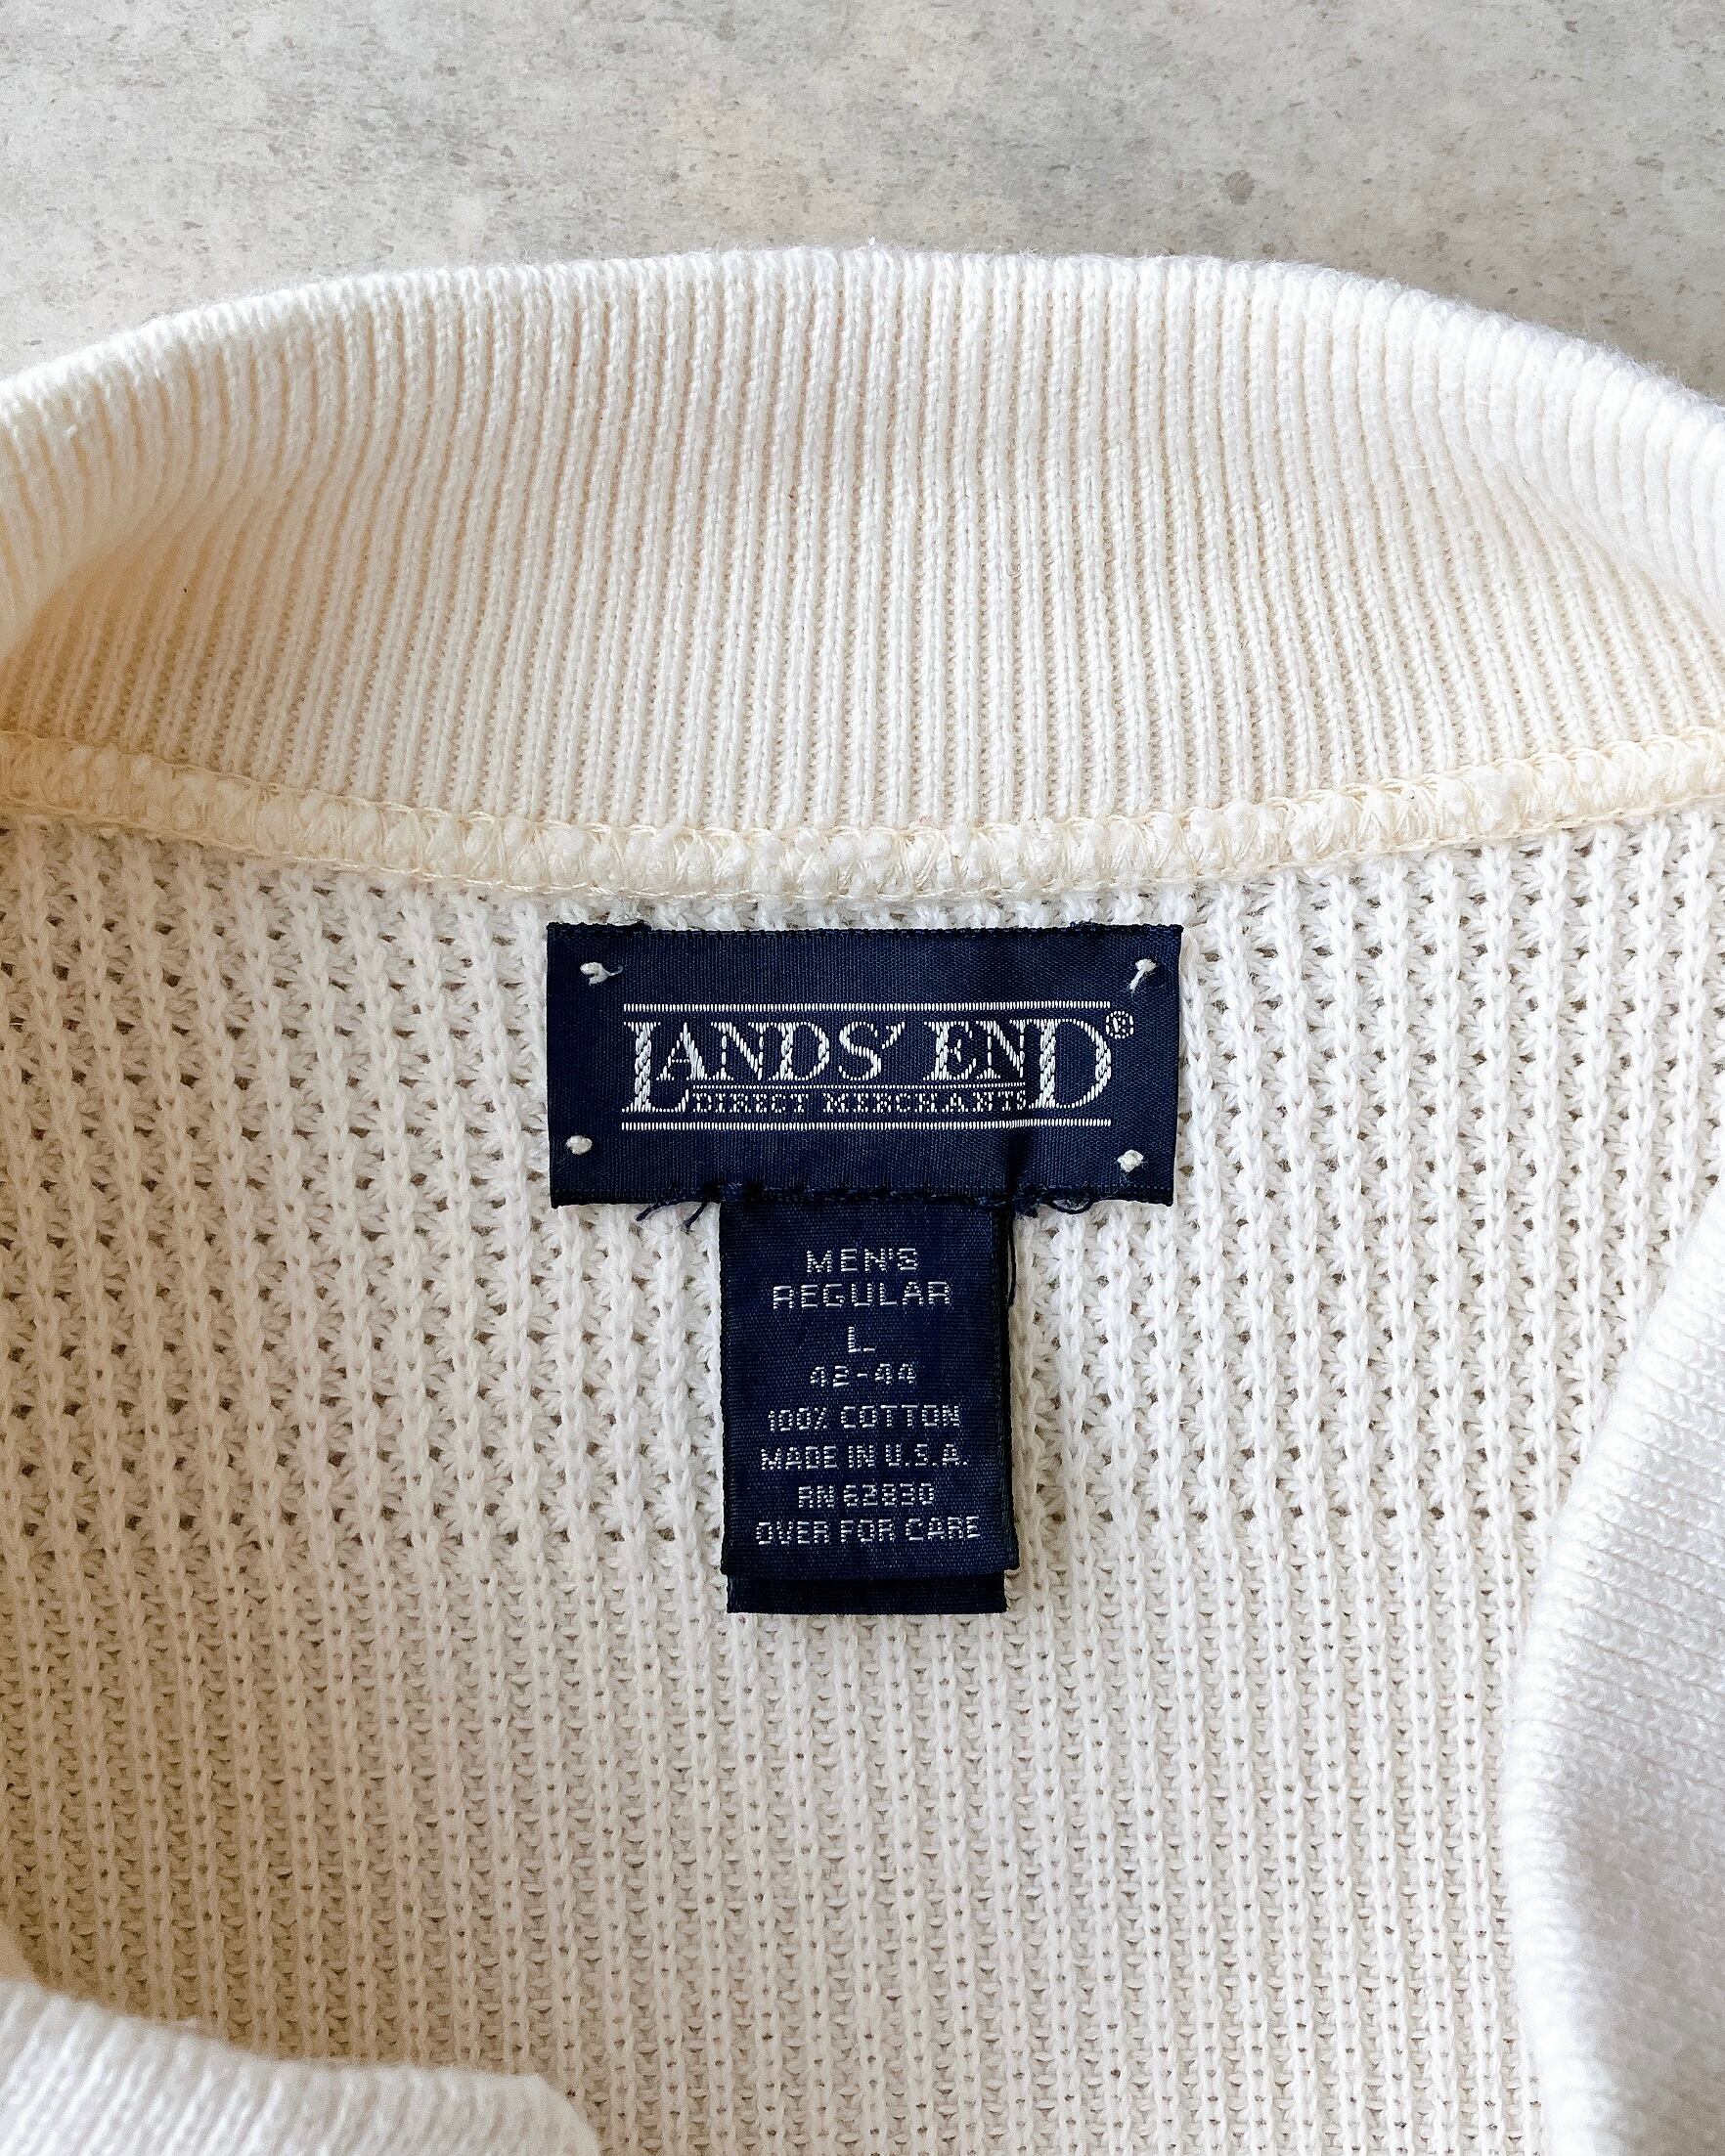 LANDS' END®
DIRECT MERCHANTS
MEN'S
REGULAR
L
42-44
100% COTTON
MADE IN U.S.A.
RN 62830
OVER FOR CARE